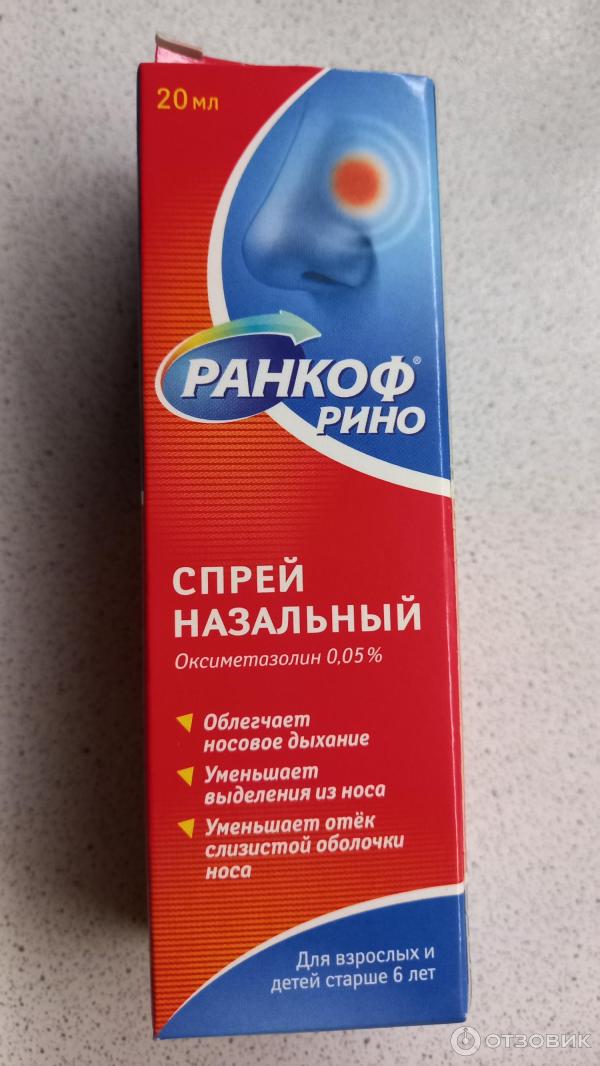 20 мл
РАНКОФ®
РИНО
СПРЕЙ
НАЗАЛЬНЫЙ
Оксиметазолин 0,05%
Облегчает
носовое дыхание
Уменьшает
выделения из носа
Уменьшает отёк
слизистой оболочки
носа
Для взрослых и
детей старше 6 лет
ОТЗОВИК